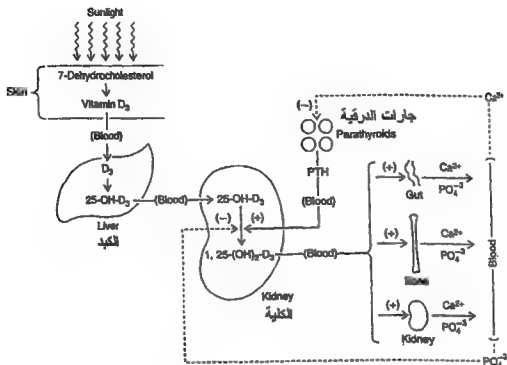 Sunlight
7-Dehydrocholesterol
Skin
Vitamin D₃
(Blood)
D₃
25-OH-D₃
Liver
الكبد
(Blood)
25-OH-D₃
(−) (+)
1, 25-(OH)₂-D₃
Kidney
الكلية
(−)
جارات الدرقية
Parathyroids
PTH
(Blood)
(Blood)
Ca²⁺
(+)
Gut
Ca²⁺
PO₄⁻³
(+)
Ca²⁺
PO₄⁻³
(+)
Kidney
Ca²⁺
PO₄⁻³
Blood
PO₄⁻³